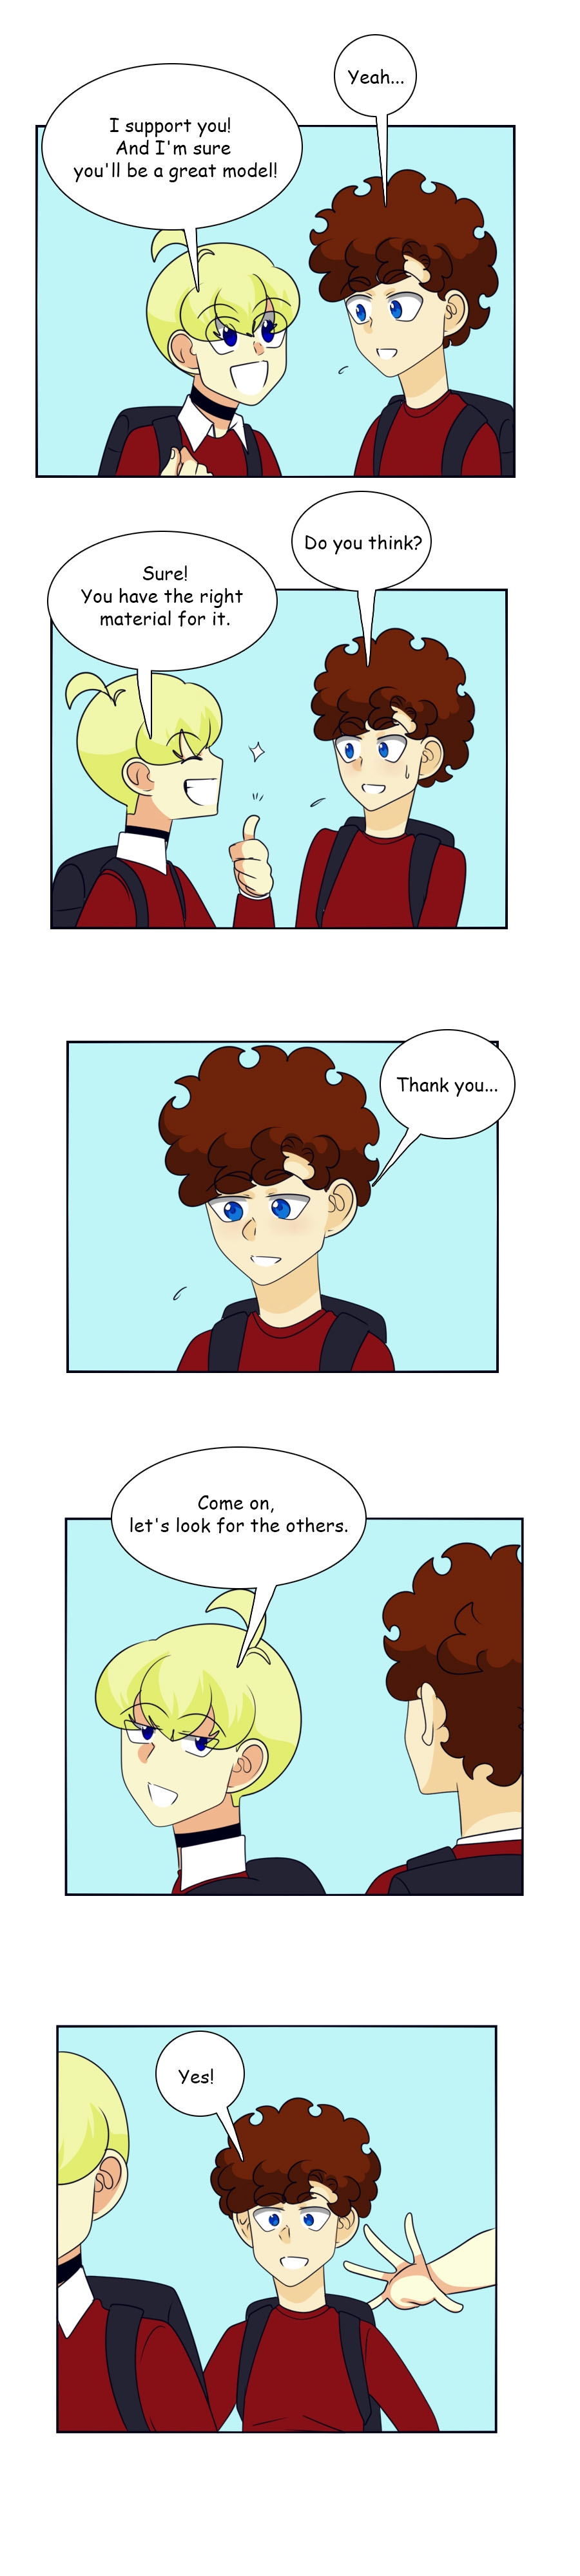 I support you!
And I'm sure
you'll be a great model!
Yeah...
Sure!
You have the right
material for it.
Do you think?
Thank you...
Come on,
let's look for the others.
Yes!